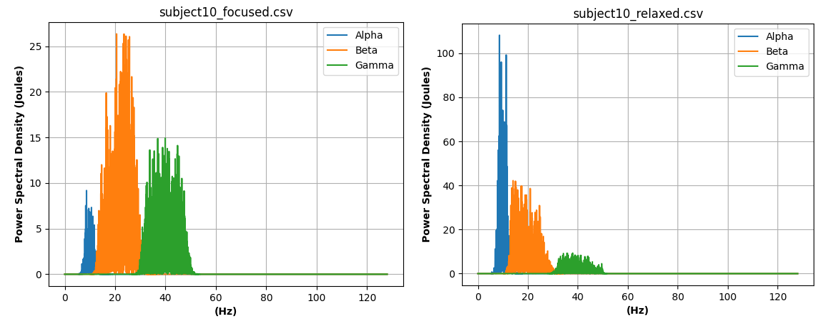 subject10_focused.csv
Power Spectral Density (Joules)
25
20
15
10
5
0
0 20 40 60 80 100 120
(Hz)
Alpha
Beta
Gamma
subject10_relaxed.csv
Power Spectral Density (Joules)
100
80
60
40
20
0
0 20 40 60 80 100 120
(Hz)
Alpha
Beta
Gamma